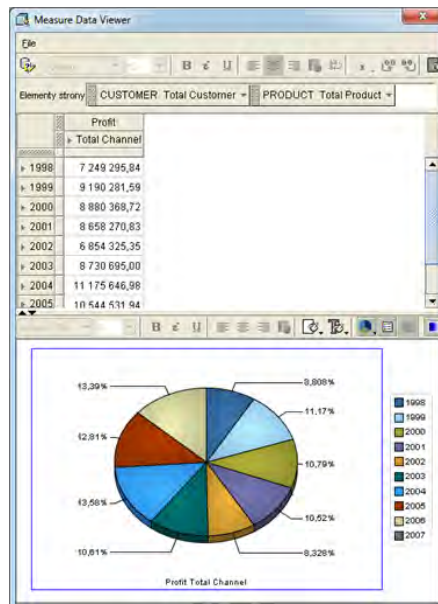 Measure Data Viewer
File
Elementy strony CUSTOMER Total Customer PRODUCT Total Product
Profit
Total Channel
1998 7 249 295,84
1999 9 190 281,59
2000 8 880 368,72
2001 8 658 270,83
2002 6 854 325,35
2003 8 730 695,00
2004 11 175 646,98
2005 10 544 531,94
13,39% 8,808%
11,17%
12,81%
10,79%
13,58%
10,52%
10,61%
8,328%
1998
1999
2000
2001
2002
2003
2004
2005
2006
2007
Profit Total Channel